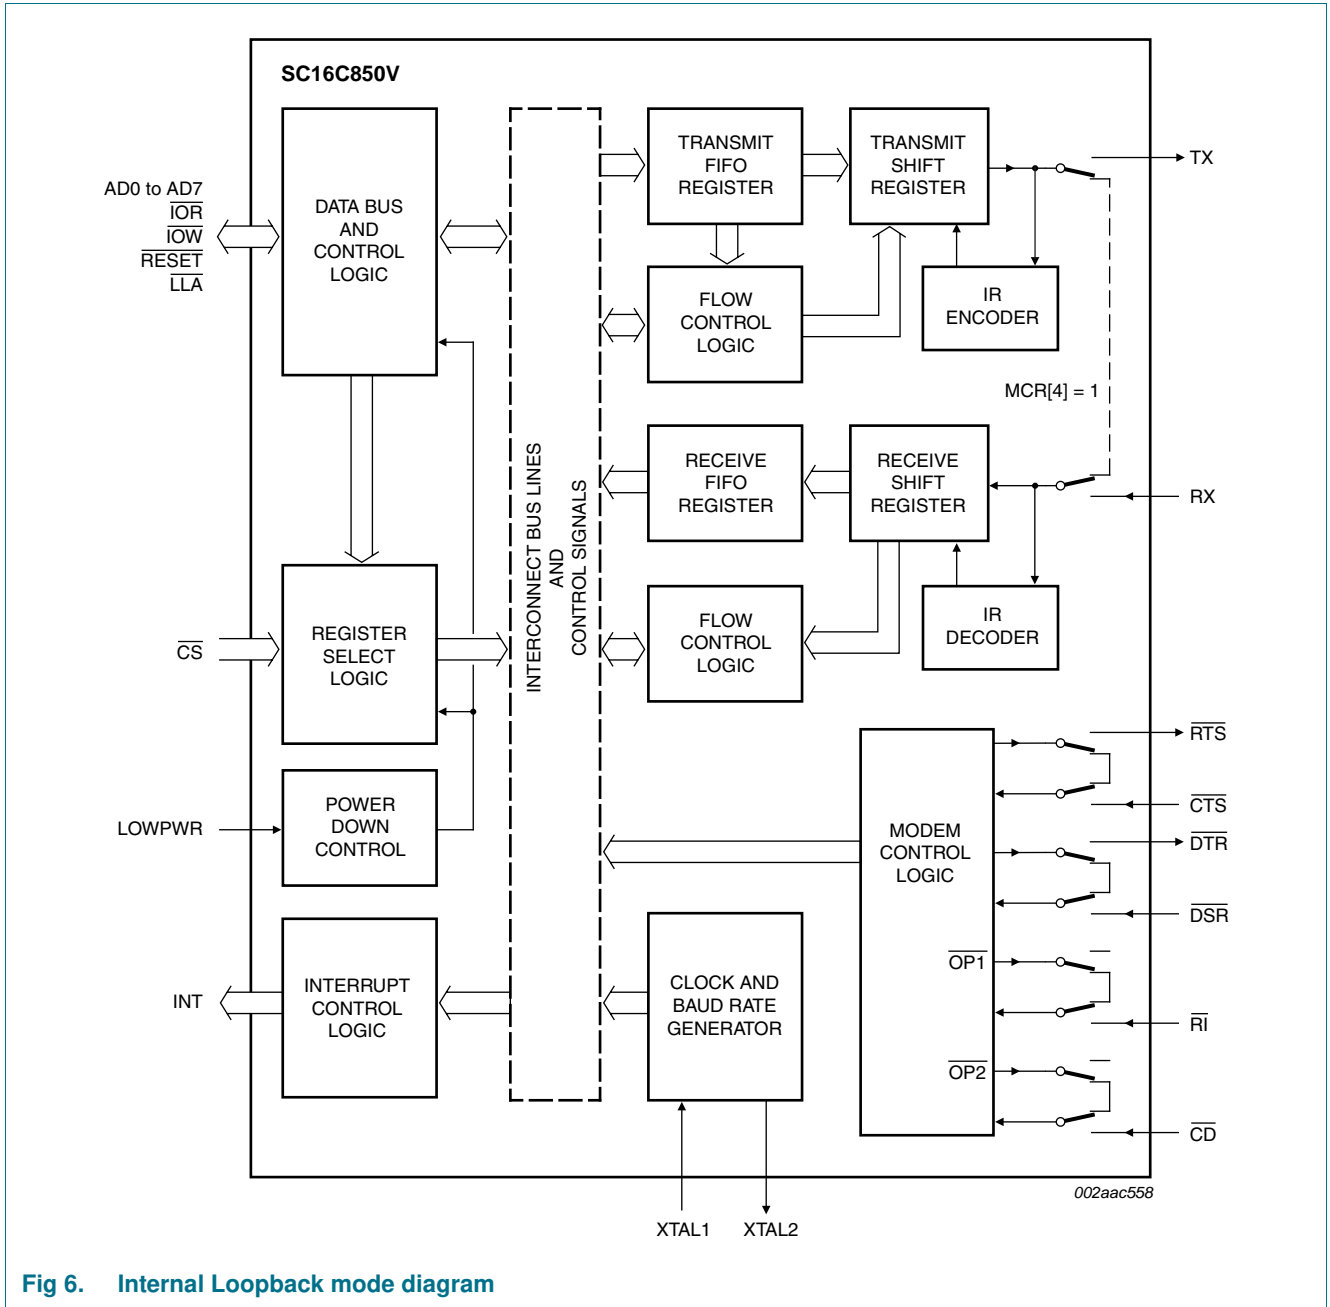 SC16C850V
AD0 to AD7
IOR
IOW
RESET
LLA
DATA BUS
AND
CONTROL
LOGIC
TRANSMIT
FIFO
REGISTER
TRANSMIT
SHIFT
REGISTER
TX
FLOW
CONTROL
LOGIC
IR
ENCODER
MCR[4] = 1
INTERCONNECT BUS LINES
AND
CONTROL SIGNALS
RECEIVE
FIFO
REGISTER
RECEIVE
SHIFT
REGISTER
RX
CS
REGISTER
SELECT
LOGIC
FLOW
CONTROL
LOGIC
IR
DECODER
LOWPWR
POWER
DOWN
CONTROL
MODEM
CONTROL
LOGIC
RTS
CTS
DTR
DSR
OP1
RI
OP2
CD
INT
INTERRUPT
CONTROL
LOGIC
CLOCK AND
BAUD RATE
GENERATOR
XTAL1
XTAL2
002aac558
Fig 6. Internal Loopback mode diagram